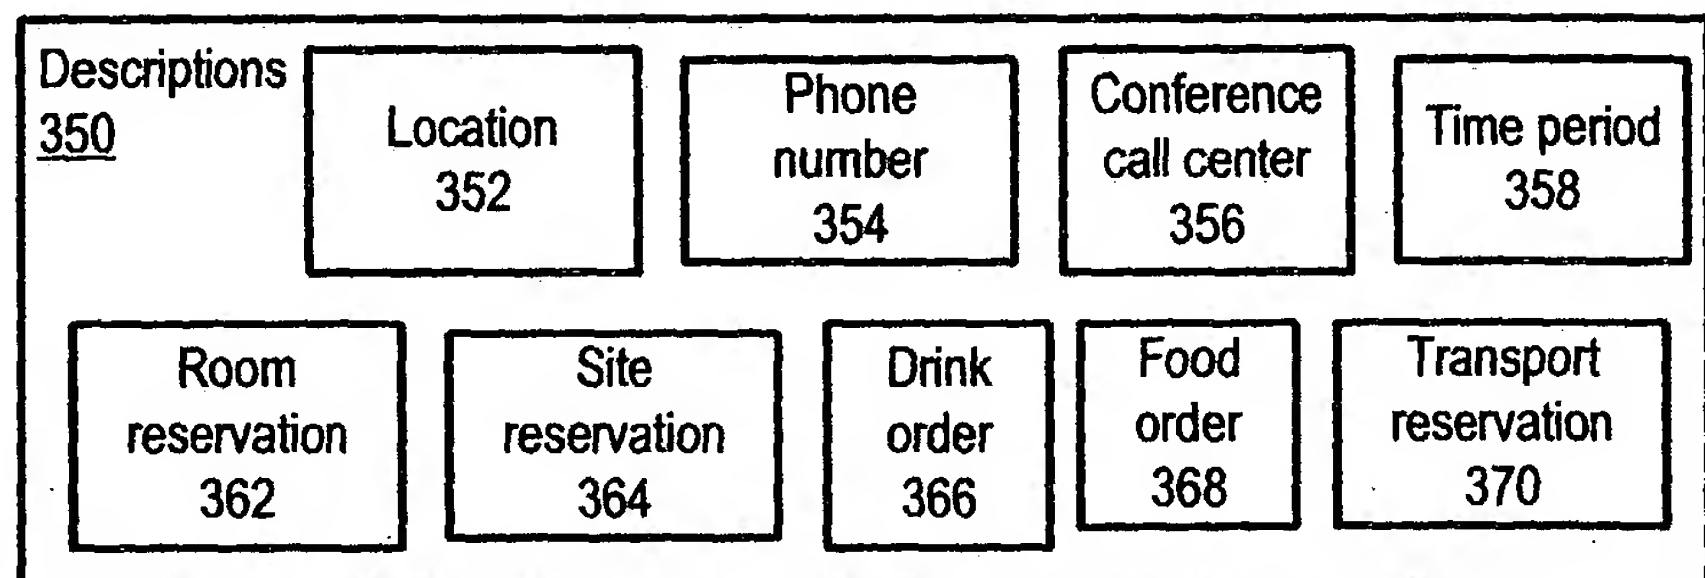 Descriptions
350
Location
352
Phone
number
354
Conference
call center
356
Time period
358
Room
reservation
362
Site
reservation
364
Drink
order
366
Food
order
368
Transport
reservation
370